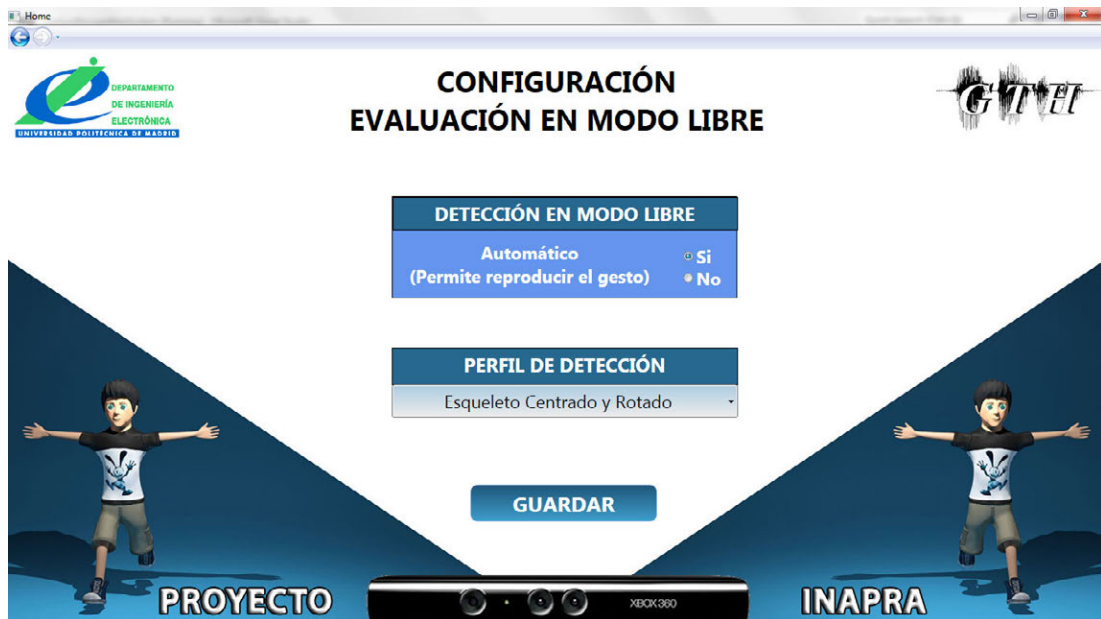 Home
DEPARTAMENTO
DE INGENIERÍA
ELECTRÓNICA
UNIVERSIDAD POLITÉCNICA DE MADRID
CONFIGURACIÓN
EVALUACIÓN EN MODO LIBRE
GTH
DETECCIÓN EN MODO LIBRE
Automático
(Permite reproducir el gesto)
Si
No
PERFIL DE DETECCIÓN
Esqueleto Centrado y Rotado
GUARDAR
PROYECTO
XBOX 360
INAPRA